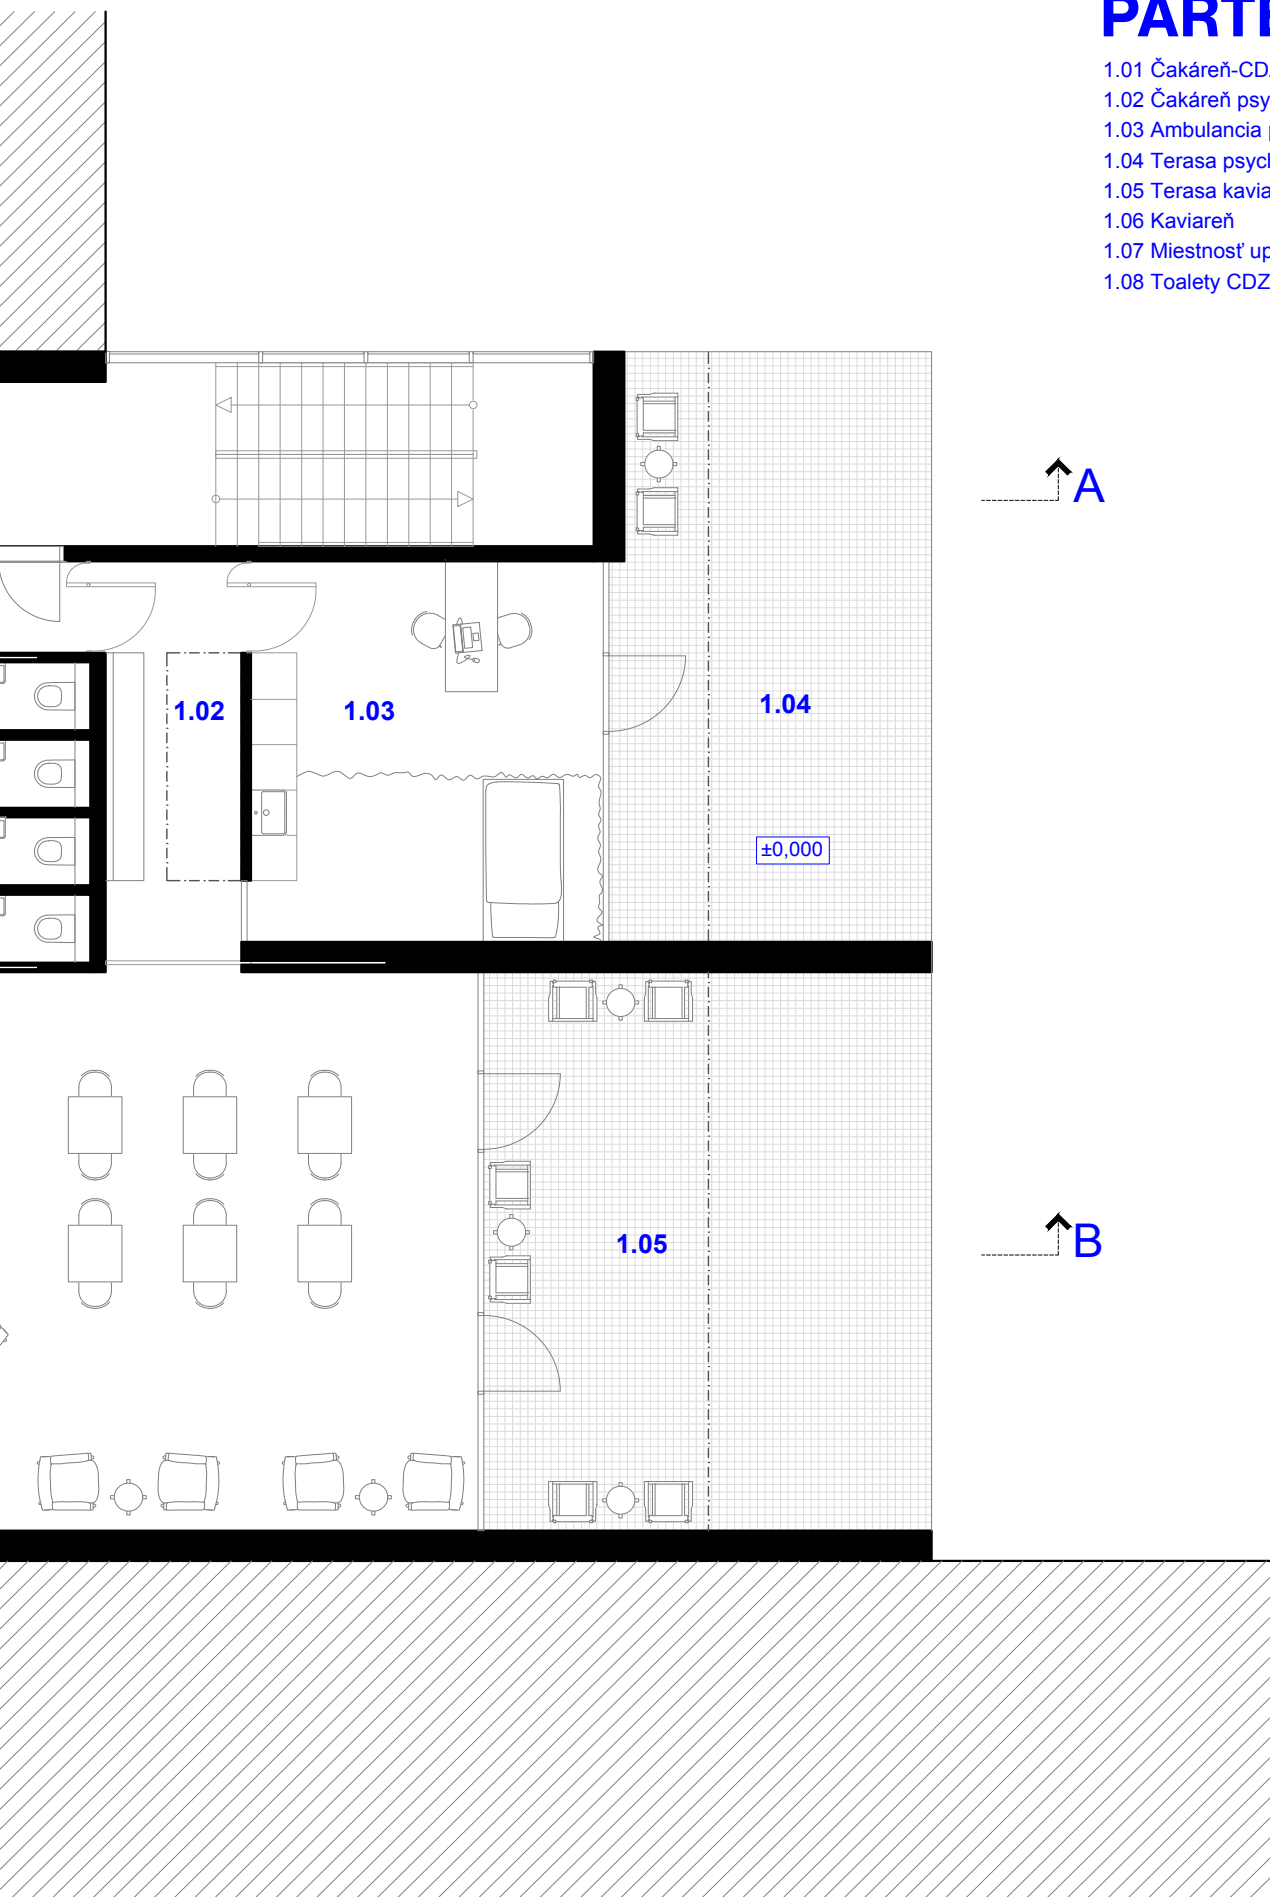 PARTE
1.01 Čakáreň-CD
1.02 Čakáreň psy
1.03 Ambulancia
1.04 Terasa psych
1.05 Terasa kavia
1.06 Kaviareň
1.07 Miestnosť up
1.08 Toalety CDZ
A
1.02
1.03
1.04
±0,000
1.05
B